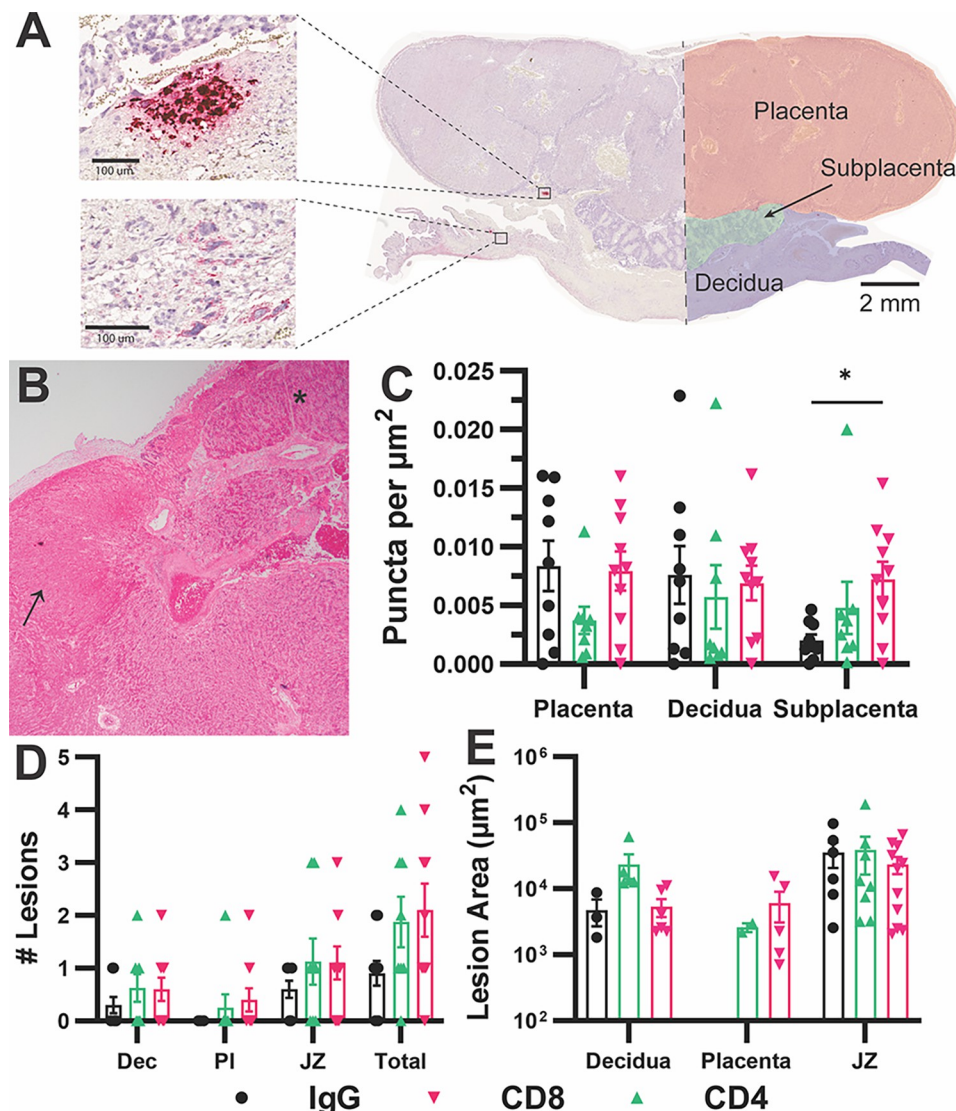 A
100 um
100 um
Placenta
Subplacenta
Decidua
2 mm
B
*
C
Puncta per µm²
0.025
0.020
0.015
0.010
0.005
0.000
*
Placenta Decidua Subplacenta
D
# Lesions
5
4
3
2
1
0
Dec Pl JZ Total
E
Lesion Area (µm²)
10⁶
10⁵
10⁴
10³
10²
Decidua Placenta JZ
IgG CD8 CD4